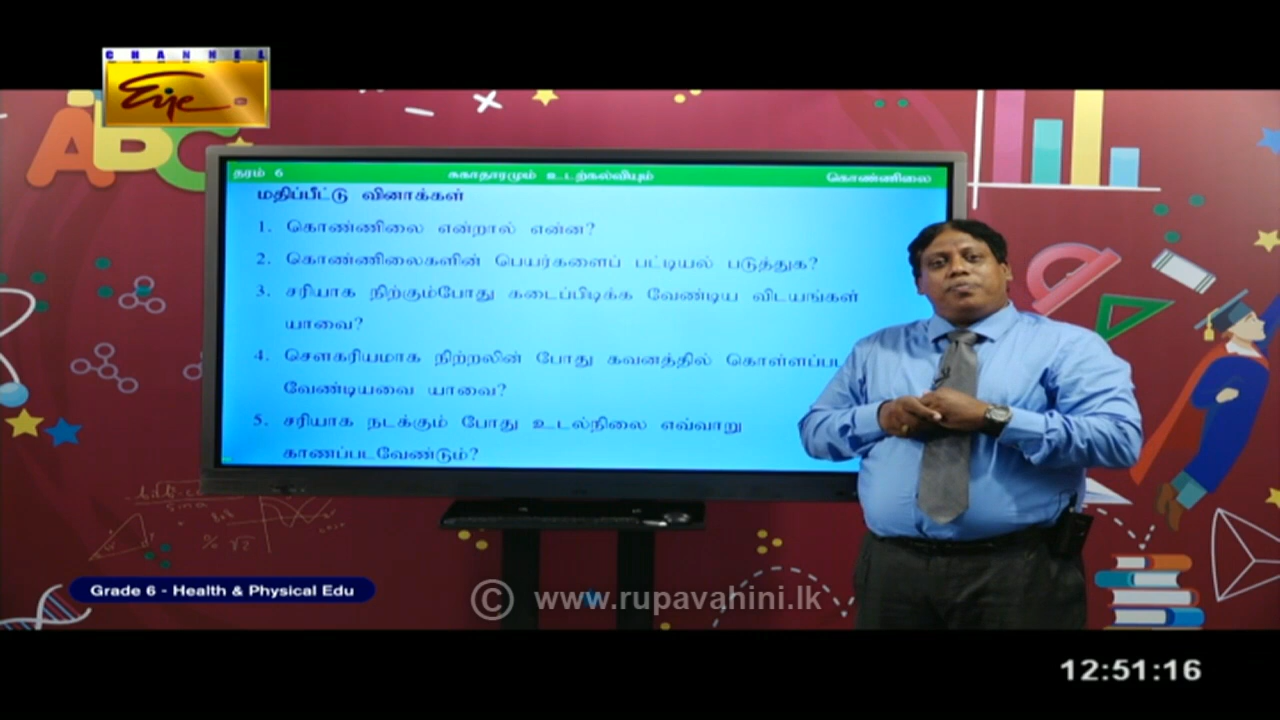 CHANNEL
Eye
ABC
தரம் 6 சுகாதாரமும் உடற்கல்வியும் கொண்ணிலை
மதிப்பீட்டு வினாக்கள்
1. கொண்ணிலை என்றால் என்ன?
2. கொண்ணிலைகளின் பெயர்களைப் பட்டியல் படுத்துக?
3. சரியாக நிற்கும்போது கடைப்பிடிக்க வேண்டிய விடயங்கள்
யாவை?
4. சௌகரியமாக நிற்றலின் போது கவனத்தில் கொள்ளப்பட
வேண்டியவை யாவை?
5. சரியாக நடக்கும் போது உடல்நிலை எவ்வாறு
காணப்படவேண்டும்?
Grade 6 - Health & Physical Edu
© www.rupavahini.lk
12:51:16